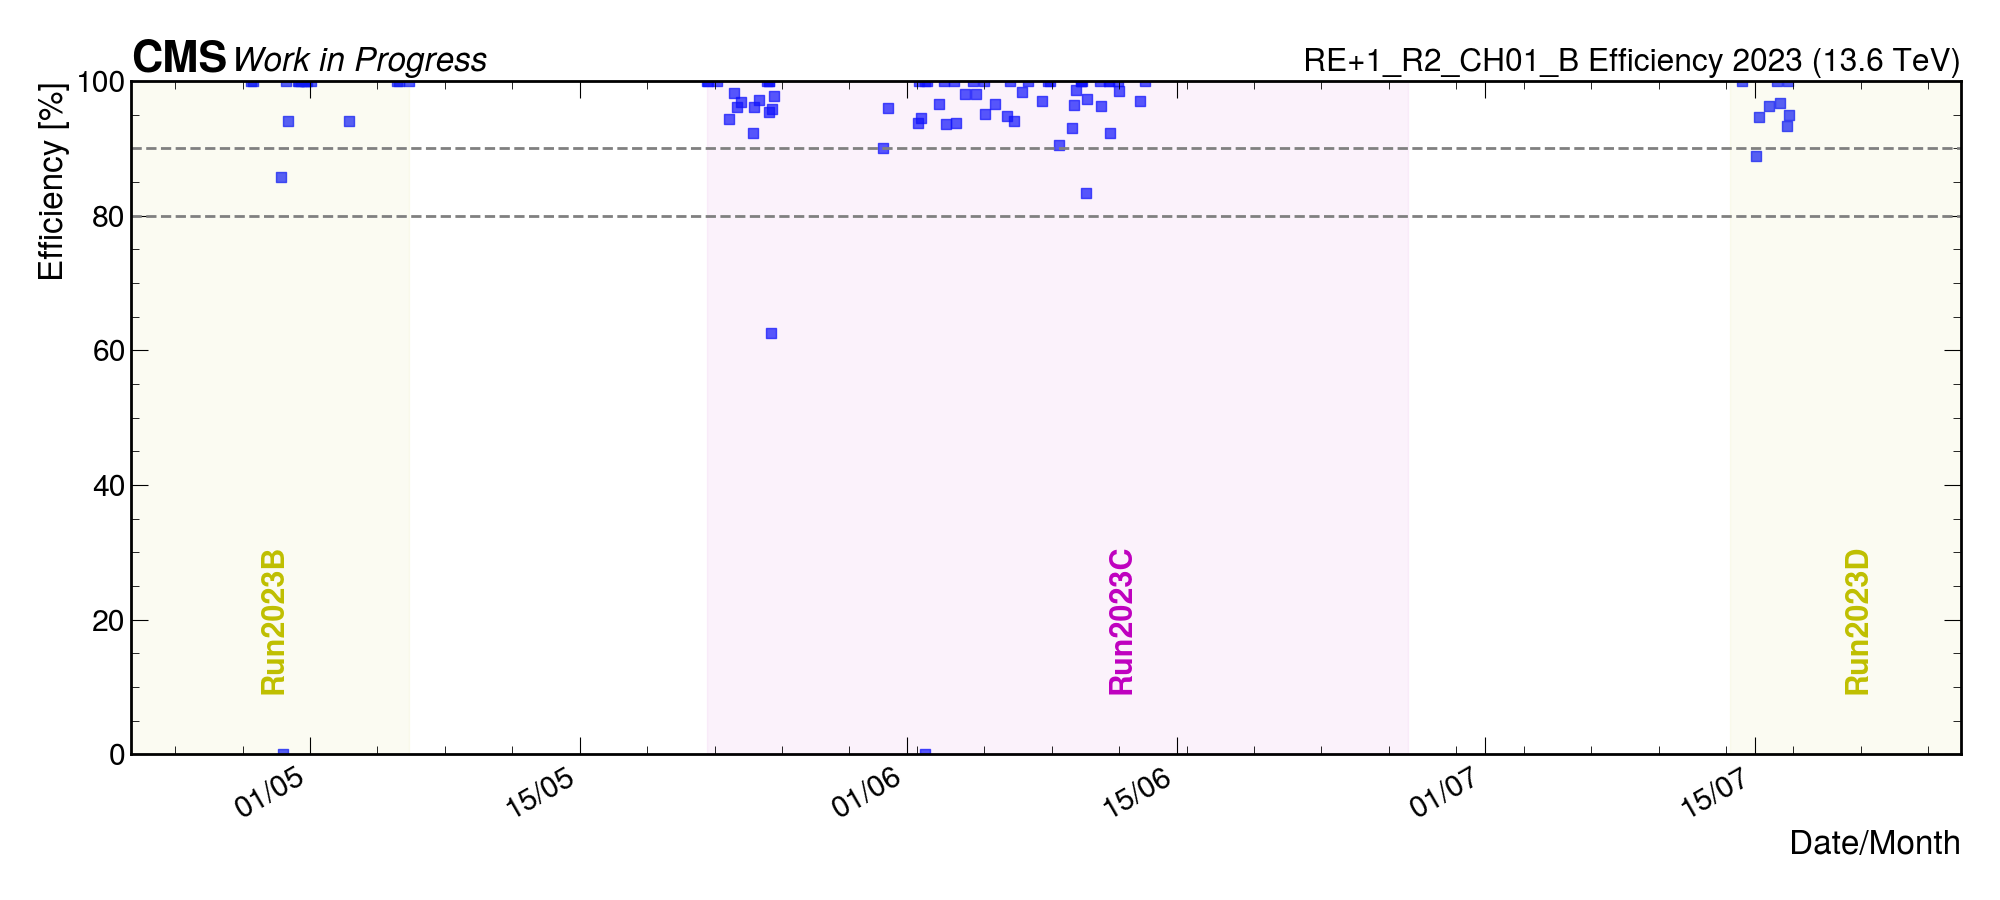 CMS Work in Progress
RE+1_R2_CH01_B Efficiency 2023 (13.6 TeV)
Efficiency [%]
100
80
60
40
20
0
Run2023B
Run2023C
Run2023D
01/05
15/05
01/06
15/06
01/07
15/07
Date/Month